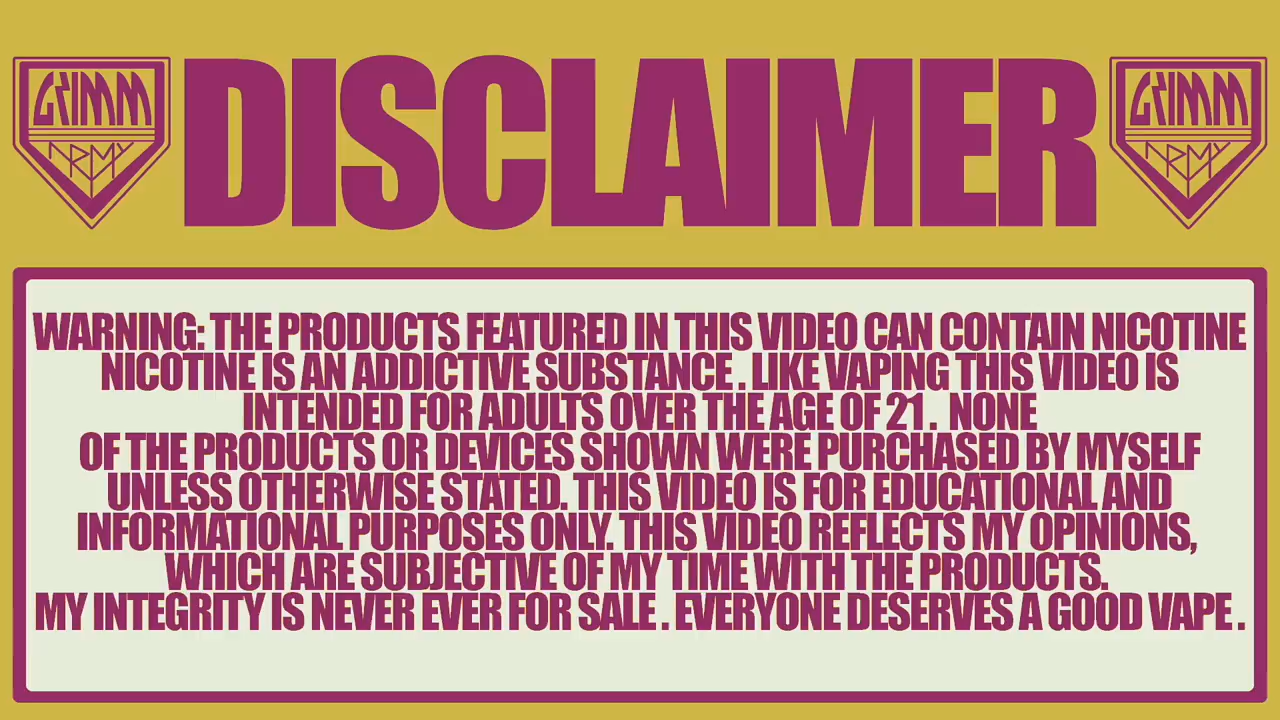 GRIMM
ARMY
DISCLAIMER
GRIMM
ARMY
WARNING: THE PRODUCTS FEATURED IN THIS VIDEO CAN CONTAIN NICOTINE
NICOTINE IS AN ADDICTIVE SUBSTANCE . LIKE VAPING THIS VIDEO IS
INTENDED FOR ADULTS OVER THE AGE OF 21 . NONE
OF THE PRODUCTS OR DEVICES SHOWN WERE PURCHASED BY MYSELF
UNLESS OTHERWISE STATED. THIS VIDEO IS FOR EDUCATIONAL AND
INFORMATIONAL PURPOSES ONLY. THIS VIDEO REFLECTS MY OPINIONS,
WHICH ARE SUBJECTIVE OF MY TIME WITH THE PRODUCTS.
MY INTEGRITY IS NEVER EVER FOR SALE . EVERYONE DESERVES A GOOD VAPE .